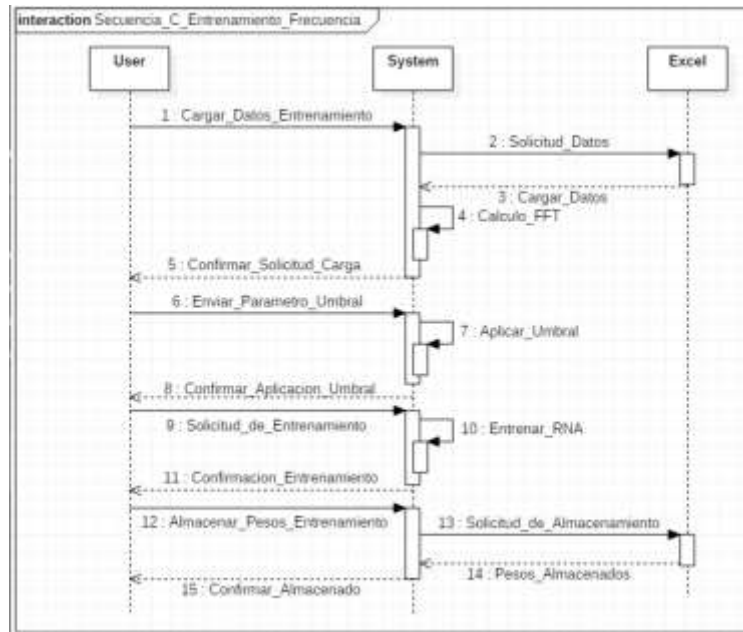 interaction Secuencia_C_Entrenamiento_Frecuencia
User
System
Excel
1 : Cargar_Datos_Entrenamiento
2 : Solicitud_Datos
3 : Cargar_Datos
4 : Calculo_FFT
5 : Confirmar_Solicitud_Carga
6 : Enviar_Parametro_Umbral
7 : Aplicar_Umbral
8 : Confirmar_Aplicacion_Umbral
9 : Solicitud_de_Entrenamiento
10 : Entrenar_RNA
11 : Confirmacion_Entrenamiento
12 : Almacenar_Pesos_Entrenamiento
13 : Solicitud_de_Almacenamiento
14 : Pesos_Almacenados
15 : Confirmar_Almacenado